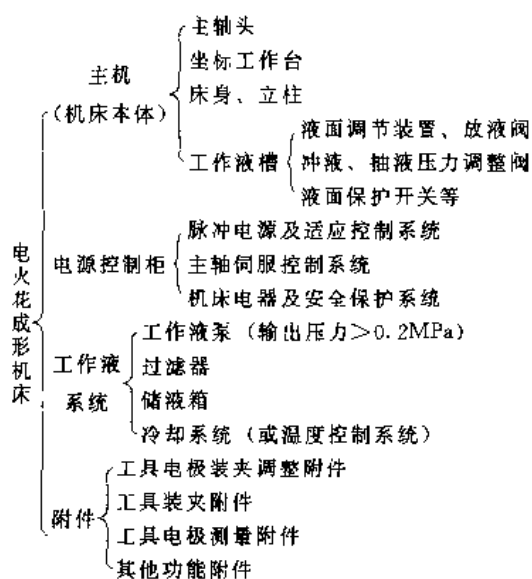 电火花成形机床
主机
(机床本体)
主轴头
坐标工作台
床身、立柱
工作液槽
液面调节装置、放液阀
冲液、抽液压力调整阀
液面保护开关等
电源控制柜
脉冲电源及适应控制系统
主轴伺服控制系统
机床电器及安全保护系统
工作液
系统
工作液泵（输出压力＞0.2MPa）
过滤器
储液箱
冷却系统（或温度控制系统）
附件
工具电极装夹调整附件
工具装夹附件
工具电极测量附件
其他功能附件